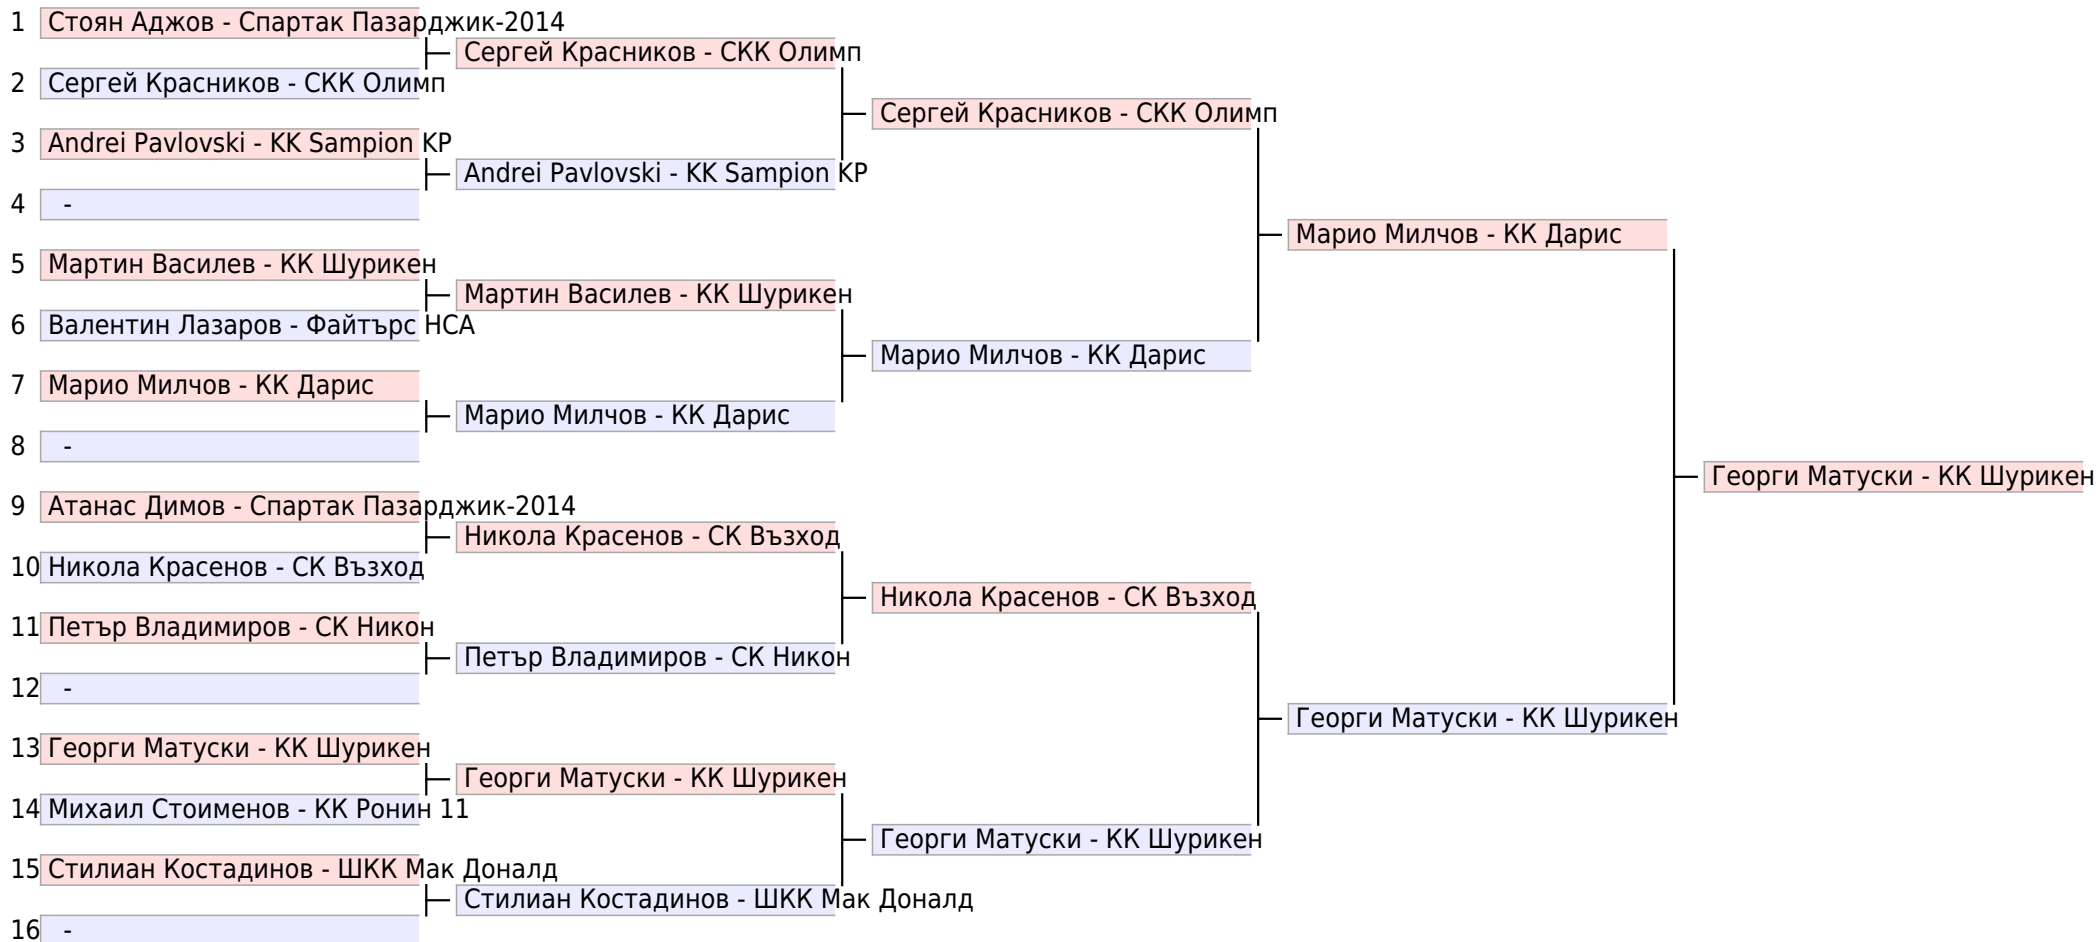 1 Стоян Аджов - Спартак Пазарджик-2014
Сергей Красников - СКК Олимп
2 Сергей Красников - СКК Олимп
Сергей Красников - СКК Олимп
3 Andrei Pavlovski - KK Sampion KP
Andrei Pavlovski - KK Sampion KP
4 -
Марио Милчов - КК Дарис
5 Мартин Василев - КК Шурикен
Мартин Василев - КК Шурикен
6 Валентин Лазаров - Файтърс НСА
Марио Милчов - КК Дарис
7 Марио Милчов - КК Дарис
Марио Милчов - КК Дарис
8 -
Георги Матуски - КК Шурикен
9 Атанас Димов - Спартак Пазарджик-2014
Никола Красенов - СК Възход
10 Никола Красенов - СК Възход
Никола Красенов - СК Възход
11 Петър Владимиров - СК Никон
Петър Владимиров - СК Никон
12 -
Георги Матуски - КК Шурикен
13 Георги Матуски - КК Шурикен
Георги Матуски - КК Шурикен
14 Михаил Стоименов - КК Ронин 11
Георги Матуски - КК Шурикен
15 Стилиан Костадинов - ШКК Мак Доналд
Стилиан Костадинов - ШКК Мак Доналд
16 -